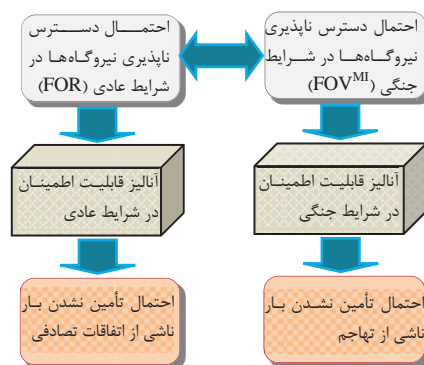 احتمال دسترس ناپذیری
نیروگاه‌ها در شرایط
جنگی (FOV^MI)
احتمال دسترس
ناپذیری نیروگاه‌ها در
شرایط عادی (FOR)
آنالیز قابلیت اطمینان
در شرایط جنگی
آنالیز قابلیت اطمینان
در شرایط عادی
احتمال تأمین نشدن بار
ناشی از تهاجم
احتمال تأمین نشدن بار
ناشی از اتفاقات تصادفی